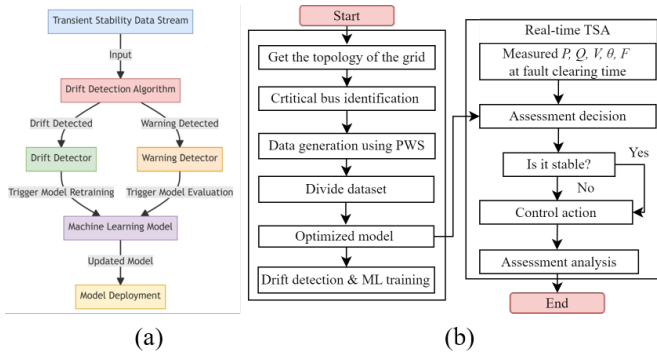 Transient Stability Data Stream
Input
Drift Detection Algorithm
Drift Detected
Warning Detected
Drift Detector
Warning Detector
Trigger Model Retraining
Trigger Model Evaluation
Machine Learning Model
Updated Model
Model Deployment
(a)
Start
Get the topology of the grid
Crtitical bus identification
Data generation using PWS
Divide dataset
Optimized model
Drift detection & ML training
Real-time TSA
Measured P, Q, V, θ, F
at fault clearing time
Assessment decision
Is it stable?
Yes
No
Control action
Assessment analysis
End
(b)